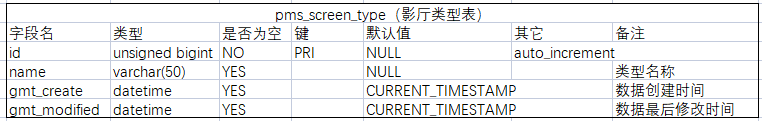 pms_screen_type（影厅类型表）
字段名 类型 是否为空 键 默认值 其它 备注
id unsigned bigint NO PRI NULL auto_increment
name varchar(50) YES NULL 类型名称
gmt_create datetime YES CURRENT_TIMESTAMP 数据创建时间
gmt_modified datetime YES CURRENT_TIMESTAMP 数据最后修改时间